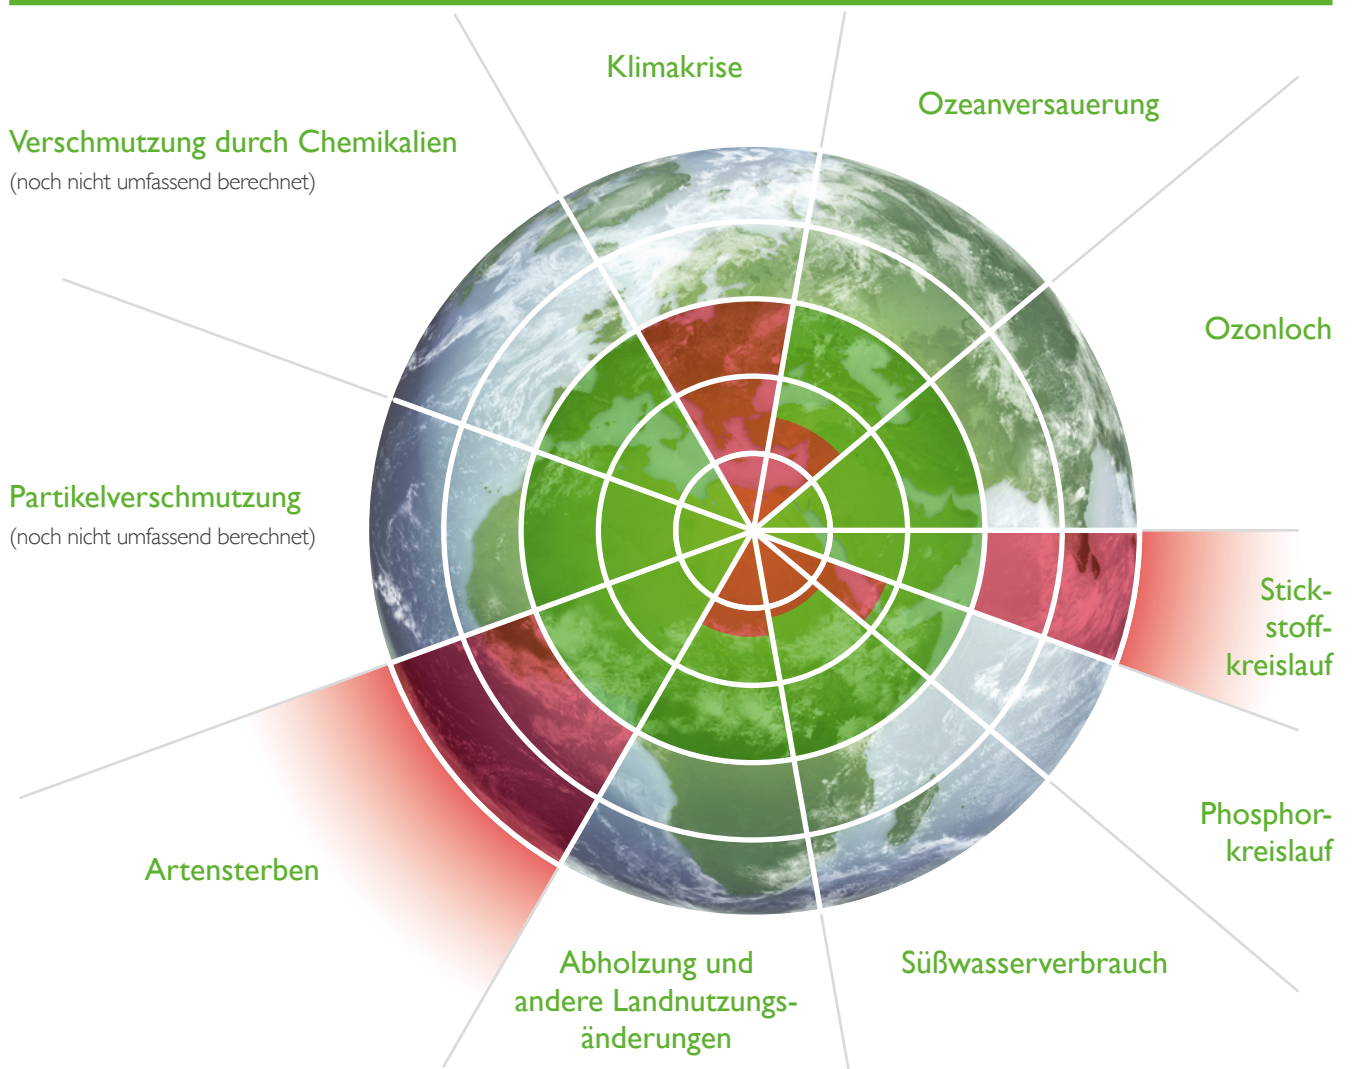 Klimakrise
Ozeanversauerung
Verschmutzung durch Chemikalien
(noch nicht umfassend berechnet)
Ozonloch
Partikelverschmutzung
(noch nicht umfassend berechnet)
Stick-
stoff-
kreislauf
Phosphor-
kreislauf
Artensterben
Abholzung und
andere Landnutzungs-
änderungen
Süßwasserverbrauch